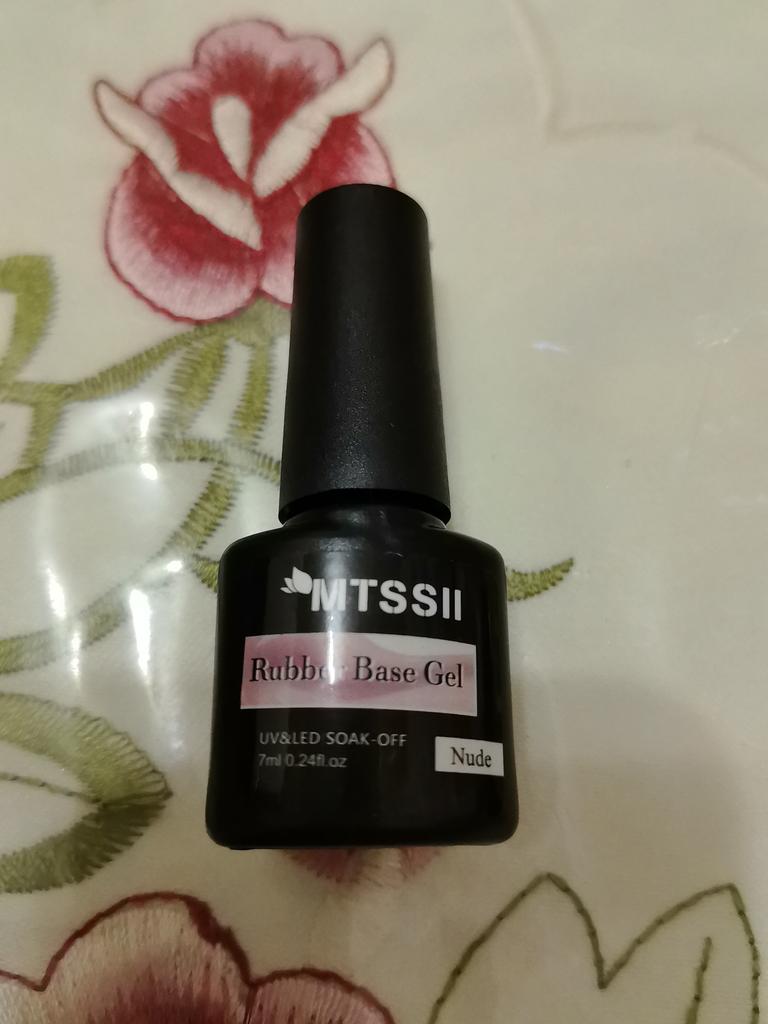 MTSSII
Rubber Base Gel
UV&LED SOAK-OFF
7ml 0.24fl.oz
Nude